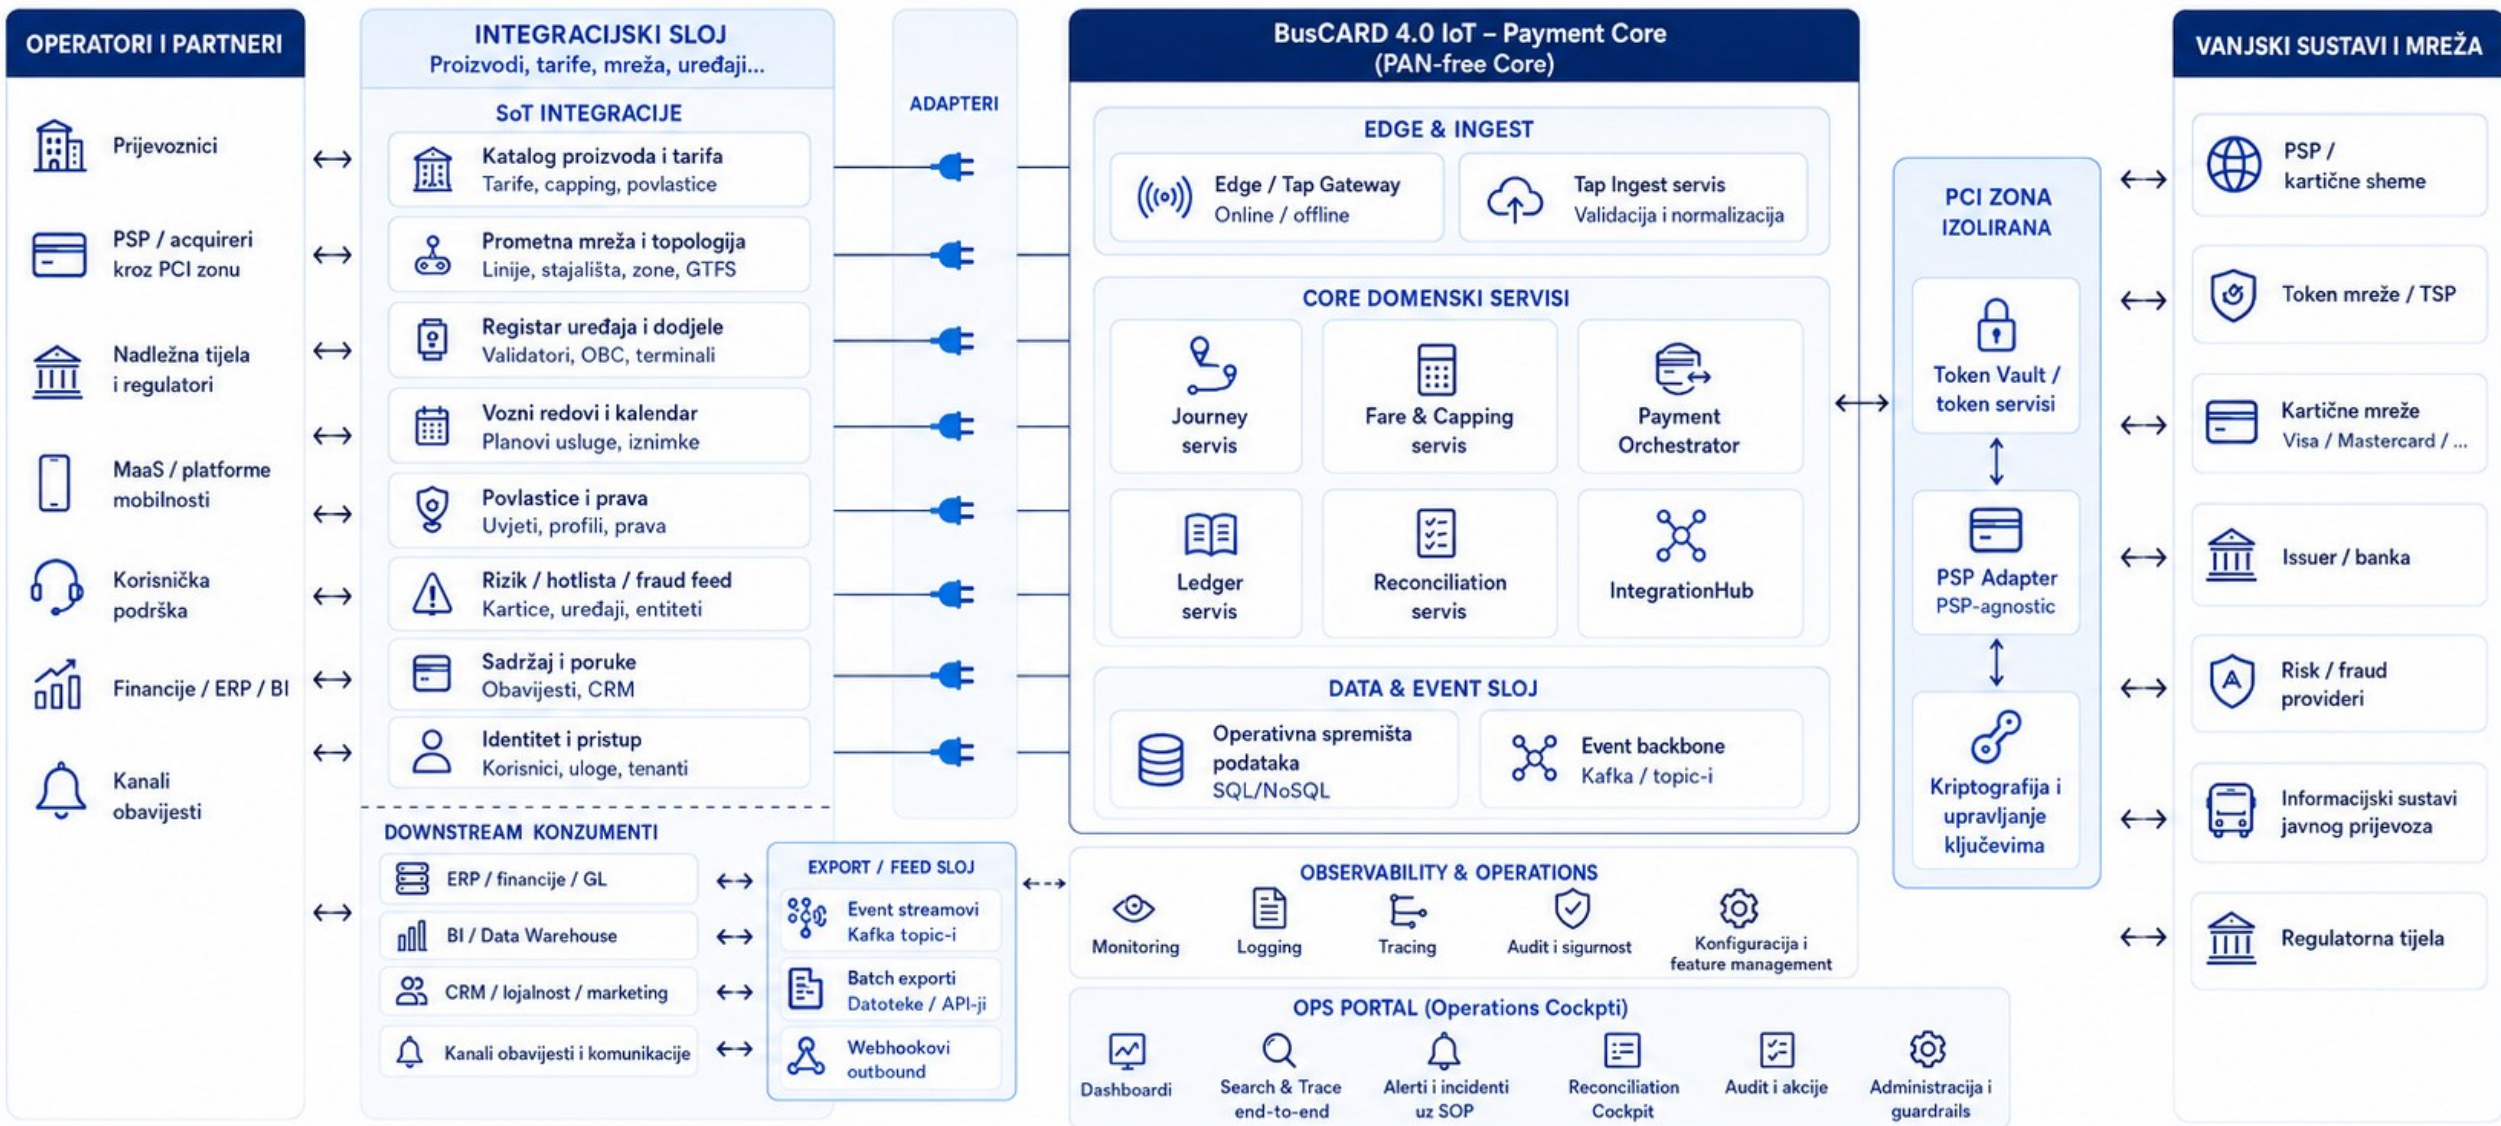 OPERATORI I PARTNERI
Prijevoznici
PSP / acquireri
kroz PCI zonu
Nadležna tijela
i regulatori
MaaS / platforme
mobilnosti
Korisnička
podrška
Financije / ERP / BI
Kanali
obavijesti
INTEGRACIJSKI SLOJ
Proizvodi, tarife, mreža, uređaji...
SoT INTEGRACIJE
Katalog proizvoda i tarifa
Tarife, capping, povlastice
Prometna mreža i topologija
Linije, stajališta, zone, GTFS
Registar uređaja i dodjele
Validatori, OBC, terminali
Vozni redovi i kalendar
Planovi usluge, iznimke
Povlastice i prava
Uvjeti, profili, prava
Rizik / hotlista / fraud feed
Kartice, uređaji, entiteti
Sadržaj i poruke
Obavijesti, CRM
Identitet i pristup
Korisnici, uloge, tenanti
DOWNSTREAM KONZUMENTI
ERP / financije / GL
BI / Data Warehouse
CRM / lojalnost / marketing
Kanali obavijesti i komunikacije
EXPORT / FEED SLOJ
Event streamovi
Kafka topic-i
Batch exporti
Datoteke / API-ji
Webhookovi
outbound
ADAPTERI
BusCARD 4.0 IoT – Payment Core
(PAN-free Core)
EDGE & INGEST
Edge / Tap Gateway
Online / offline
Tap Ingest servis
Validacija i normalizacija
CORE DOMENSKI SERVISI
Journey
servis
Fare & Capping
servis
Payment
Orchestrator
Ledger
servis
Reconciliation
servis
IntegrationHub
DATA & EVENT SLOJ
Operativna spremišta
podataka
SQL/NoSQL
Event backbone
Kafka / topic-i
OBSERVABILITY & OPERATIONS
Monitoring
Logging
Tracing
Audit i sigurnost
Konfiguracija i
feature management
OPS PORTAL (Operations Cockpti)
Dashboardi
Search & Trace
end-to-end
Alerti i incidenti
uz SOP
Reconciliation
Cockpit
Audit i akcije
Administracija i
guardrails
PCI ZONA
IZOLIRANA
Token Vault /
token servisi
PSP Adapter
PSP-agnostic
Kriptografija i
upravljanje
ključevima
VANJSKI SUSTAVI I MREŽA
PSP /
kartične sheme
Token mreže / TSP
Kartične mreže
Visa / Mastercard / ...
Issuer / banka
Risk / fraud
provideri
Informacijski sustavi
javnog prijevoza
Regulatorna tijela